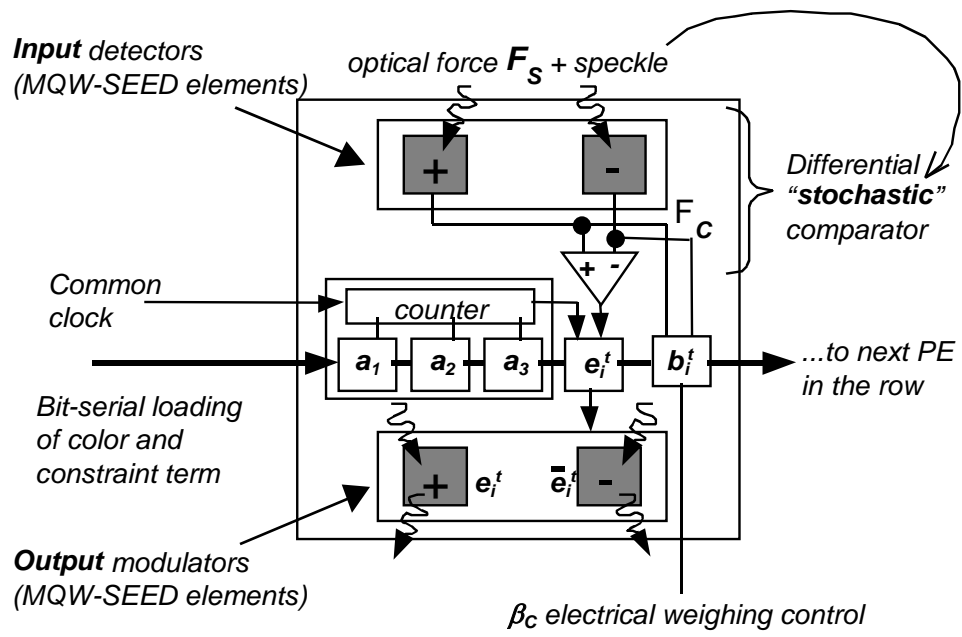 Input detectors
(MQW-SEED elements)
optical force F_S + speckle
+
-
Differential
“stochastic”
comparator
F_C
+ -
Common
clock
counter
a_1 a_2 a_3 e_i^t b_i^t
...to next PE
in the row
Bit-serial loading
of color and
constraint term
+ e_i^t e̅_i^t -
Output modulators
(MQW-SEED elements)
β_C electrical weighing control